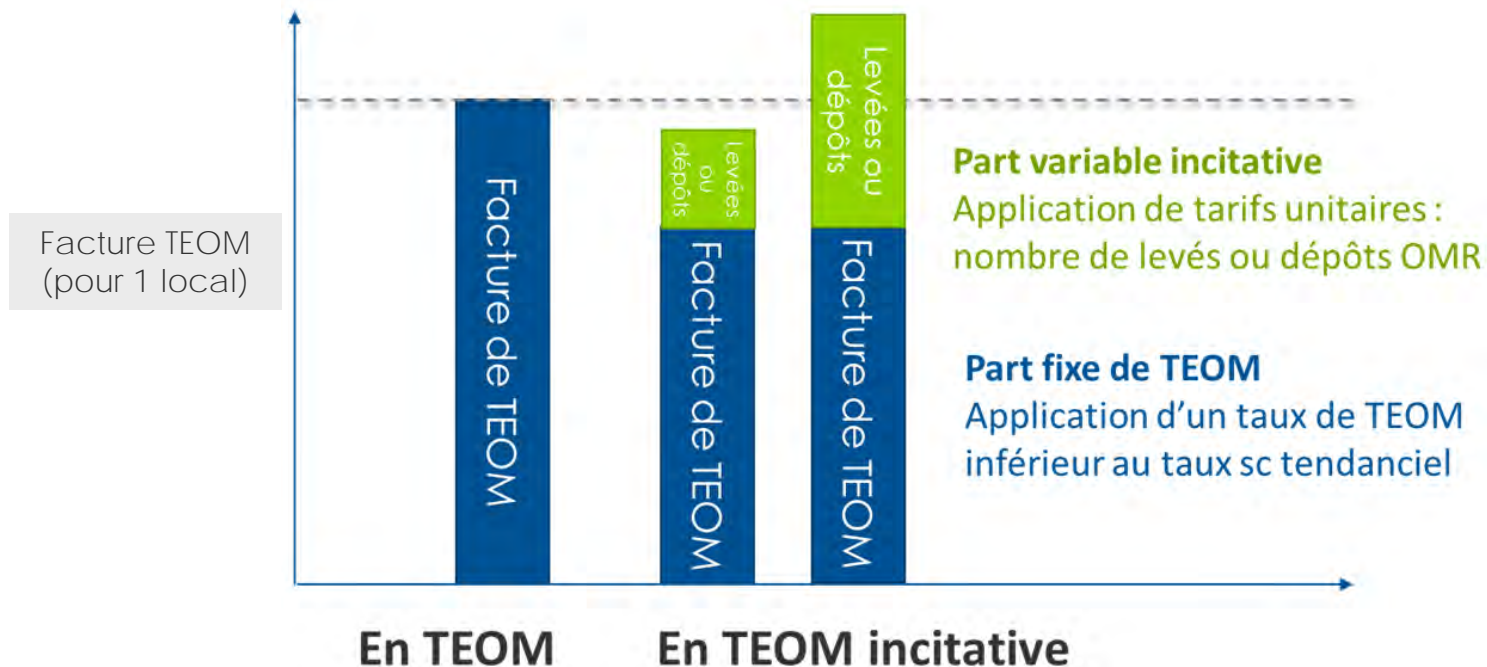 Facture TEOM
(pour 1 local)
Facture de TEOM
Levées
ou
dépôts
Facture de TEOM
Levées ou
dépôts
Facture de TEOM
Part variable incitative
Application de tarifs unitaires :
nombre de levés ou dépôts OMR
Part fixe de TEOM
Application d’un taux de TEOM
inférieur au taux sc tendanciel
En TEOM
En TEOM incitative